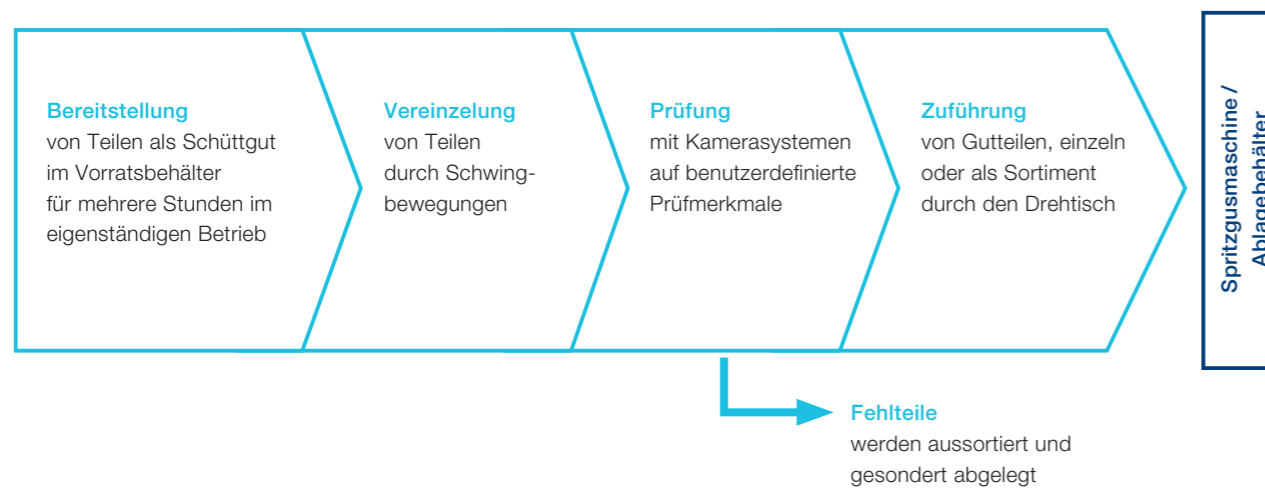 Bereitstellung
von Teilen als Schüttgut
im Vorratsbehälter
für mehrere Stunden im
eigenständigen Betrieb
Vereinzelung
von Teilen
durch Schwing-
bewegungen
Prüfung
mit Kamerasystemen
auf benutzerdefinierte
Prüfmerkmale
Zuführung
von Gutteilen, einzeln
oder als Sortiment
durch den Drehtisch
Spritzgusmaschine /
Ablagebehälter
Fehlteile
werden aussortiert und
gesondert abgelegt